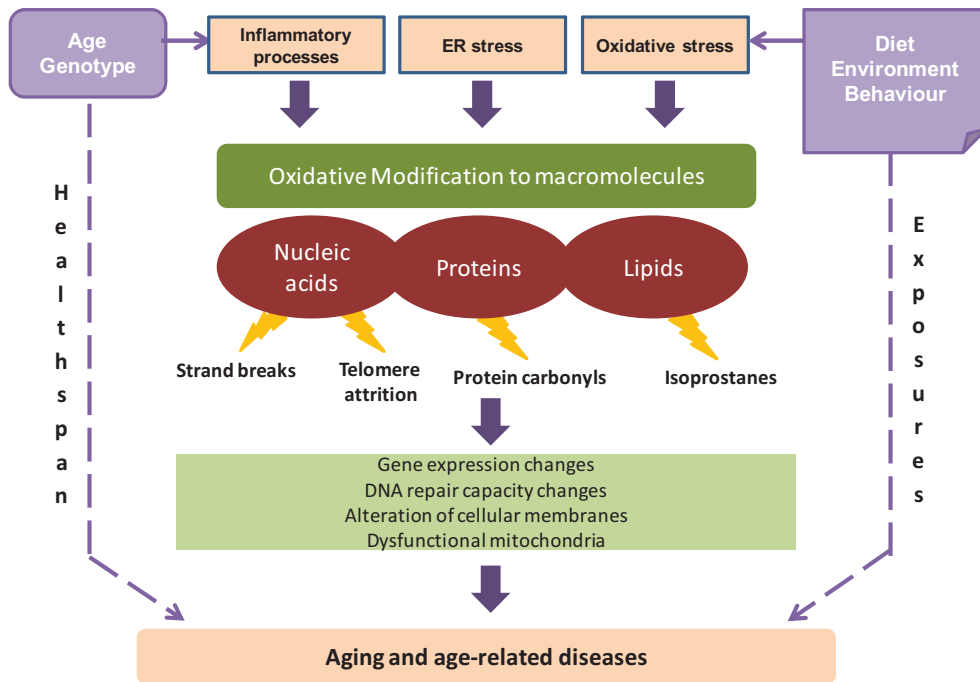 Age
Genotype
Inflammatory
processes
ER stress
Oxidative stress
Diet
Environment
Behaviour
Oxidative Modification to macromolecules
Nucleic
acids
Proteins
Lipids
Strand breaks
Telomere
attrition
Protein carbonyls
Isoprostanes
Healthspan
Exposures
Gene expression changes
DNA repair capacity changes
Alteration of cellular membranes
Dysfunctional mitochondria
Aging and age-related diseases